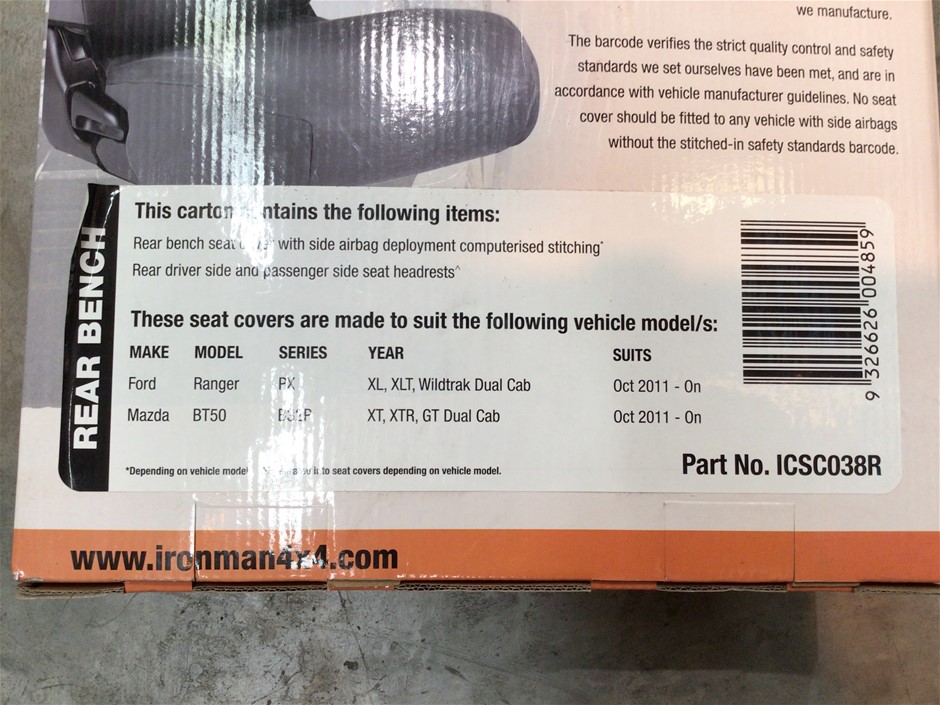 we manufacture.
The barcode verifies the strict quality control and safety
standards we set ourselves have been met, and are in
accordance with vehicle manufacturer guidelines. No seat
cover should be fitted to any vehicle with side airbags
without the stitched-in safety standards barcode.
REAR BENCH
This carton contains the following items:
Rear bench seat cover with side airbag deployment computerised stitching*
Rear driver side and passenger side seat headrests^
These seat covers are made to suit the following vehicle model/s:
MAKE MODEL SERIES YEAR SUITS
Ford Ranger PX XL, XLT, Wildtrak Dual Cab Oct 2011 - On
Mazda BT50 XT, XTR, GT Dual Cab Oct 2011 - On
*Depending on vehicle model to seat covers depending on vehicle model.
9 326626 004859
Part No. ICSC038R
www.ironman4x4.com